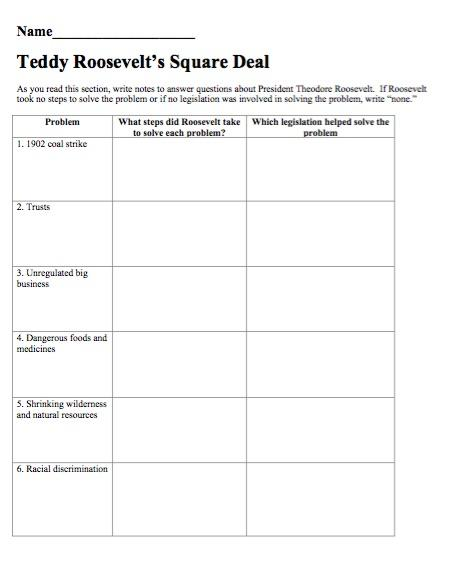 Name____________________
Teddy Roosevelt's Square Deal
As you read this section, write notes to answer questions about President Theodore Roosevelt. If Roosevelt
took no steps to solve the problem or if no legislation was involved in solving the problem, write "none."
Problem
What steps did Roosevelt take
to solve each problem?
Which legislation helped solve the
problem
1. 1902 coal strike
2. Trusts
3. Unregulated big
business
4. Dangerous foods and
medicines
5. Shrinking wilderness
and natural resources
6. Racial discrimination